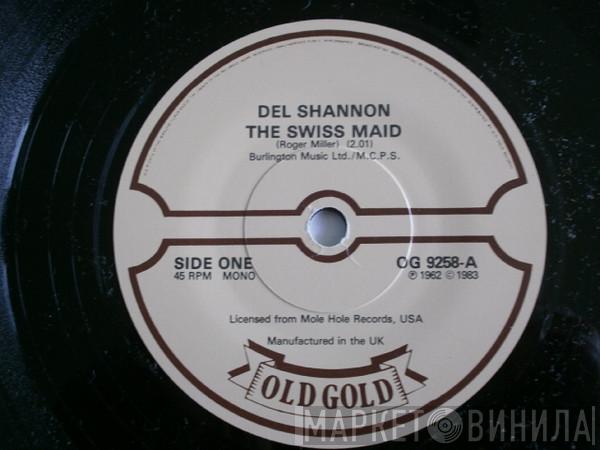 DEL SHANNON
THE SWISS MAID
(Roger Miller) (2.01)
Burlington Music Ltd./M.C.P.S.
SIDE ONE
45 RPM MONO
OG 9258-A
℗ 1962 © 1983
Licensed from Mole Hole Records, USA
Manufactured in the UK
OLD GOLD
МАРКЕТ ВИНИЛА